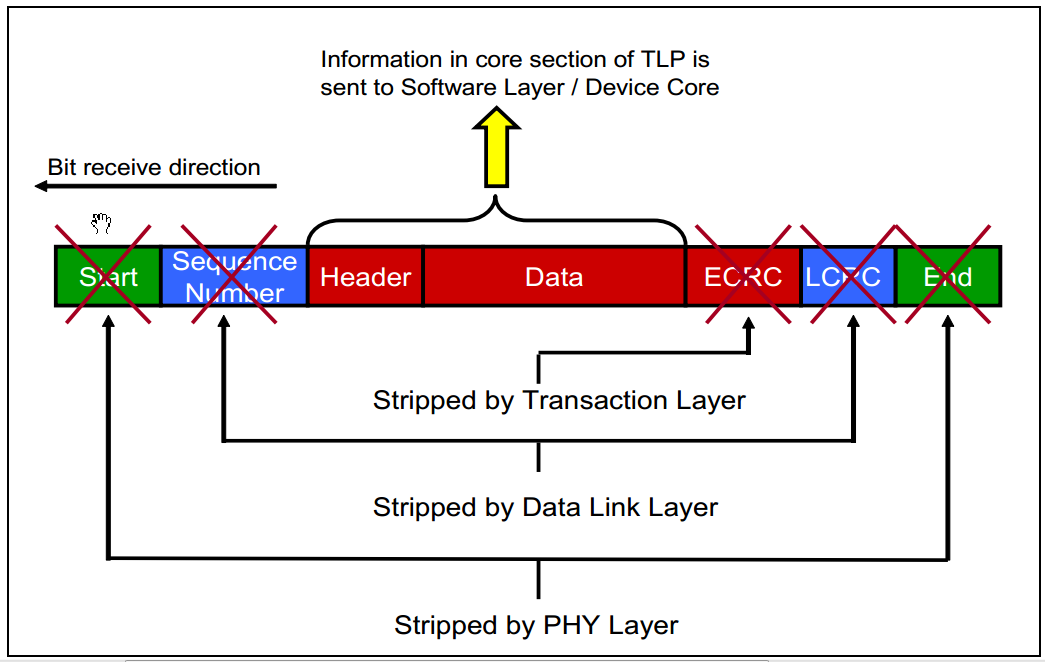 Information in core section of TLP is
sent to Software Layer / Device Core
Bit receive direction
Start
Sequence
Number
Header
Data
ECRC
LCRC
End
Stripped by Transaction Layer
Stripped by Data Link Layer
Stripped by PHY Layer